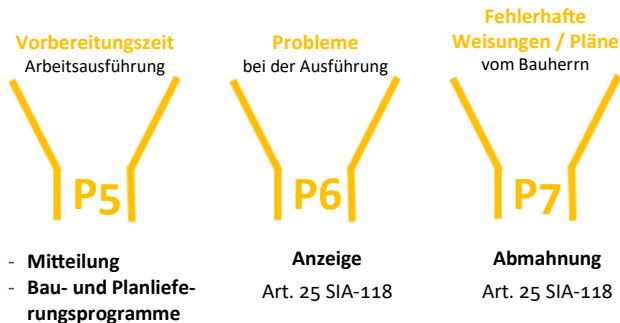 Vorbereitungszeit
Arbeitsausführung
P5
- Mitteilung
- Bau- und Planliefe-
rungsprogramme
Probleme
bei der Ausführung
P6
Anzeige
Art. 25 SIA-118
Fehlerhafte
Weisungen / Pläne
vom Bauherrn
P7
Abmahnung
Art. 25 SIA-118